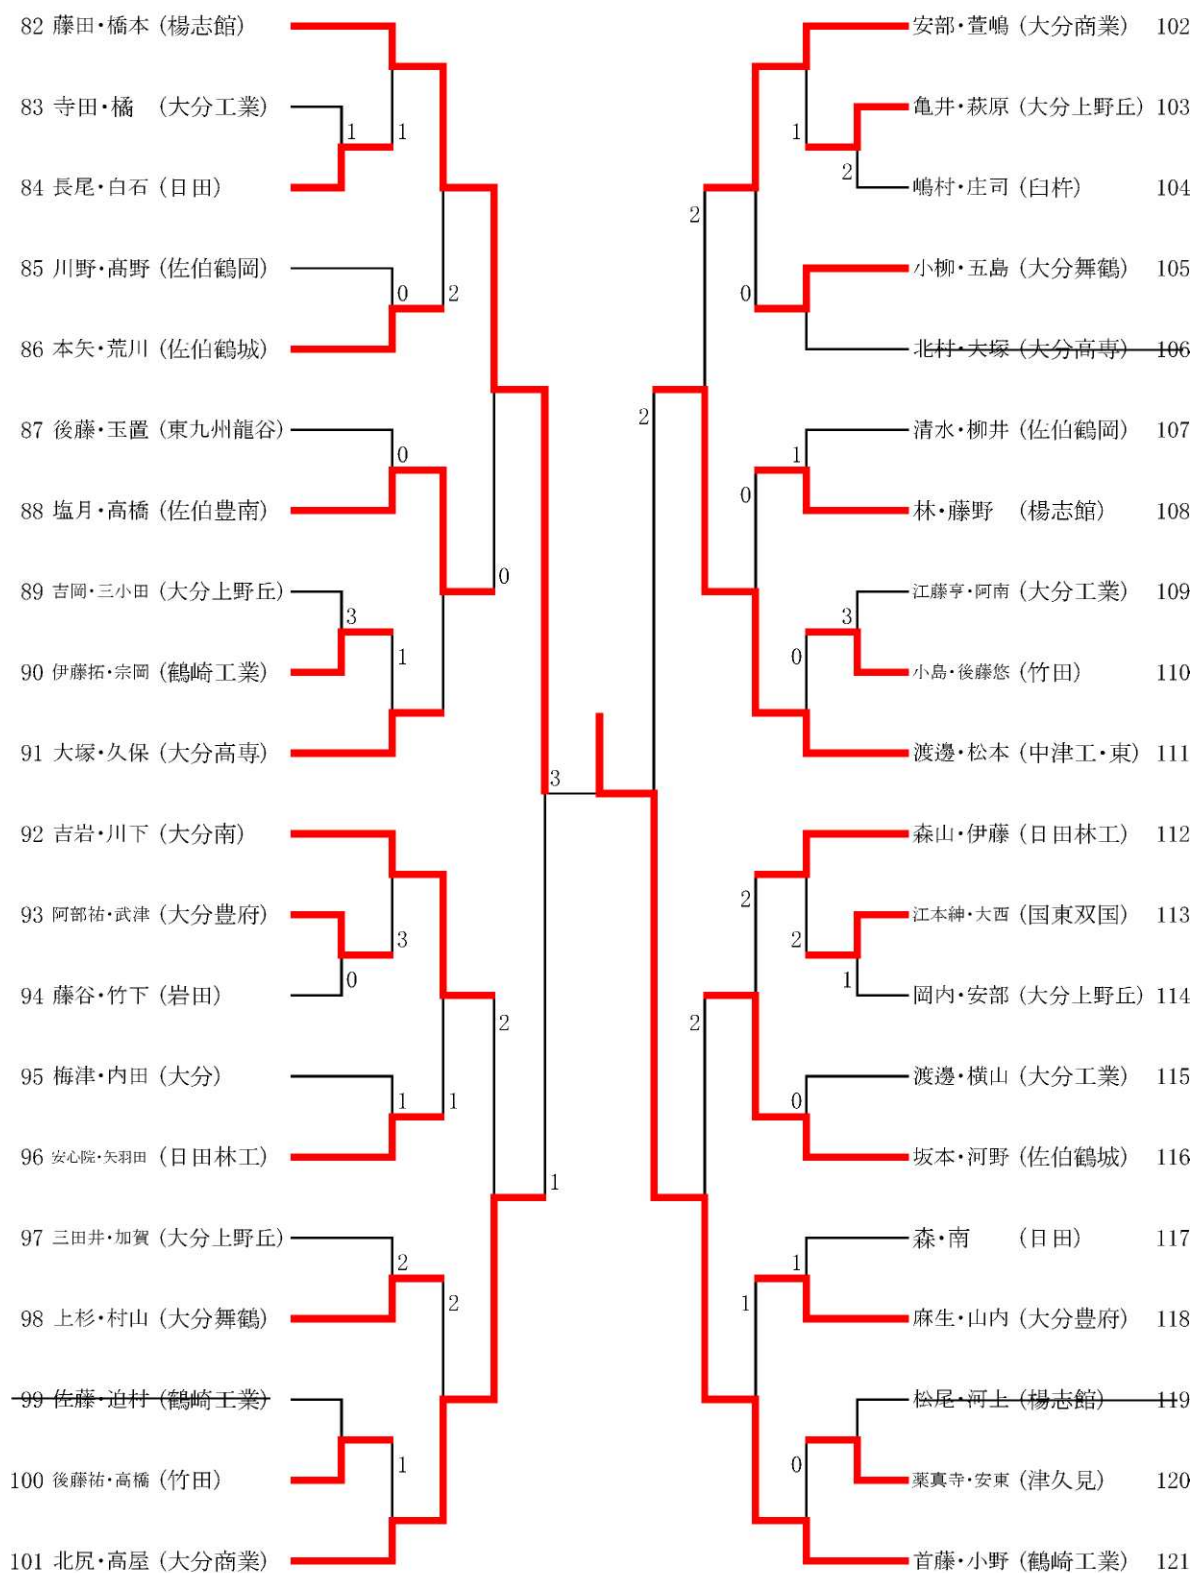 82 藤田・橋本 (楊志館)
83 寺田・橘 (大分工業)
84 長尾・白石 (日田)
85 川野・髙野 (佐伯鶴岡)
86 本矢・荒川 (佐伯鶴城)
87 後藤・玉置 (東九州龍谷)
88 塩月・高橋 (佐伯豊南)
89 吉岡・三小田 (大分上野丘)
90 伊藤拓・宗岡 (鶴崎工業)
91 大塚・久保 (大分高専)
92 吉岩・川下 (大分南)
93 阿部祐・武津 (大分豊府)
94 藤谷・竹下 (岩田)
95 梅津・内田 (大分)
96 安心院・矢羽田 (日田林工)
97 三田井・加賀 (大分上野丘)
98 上杉・村山 (大分舞鶴)
99 佐藤・迫村 (鶴崎工業)
100 後藤祐・高橋 (竹田)
101 北尻・高屋 (大分商業)
1
1
0
2
0
0
3
1
3
3
0
2
1
1
1
2
2
1
安部・萱嶋 (大分商業) 102
亀井・萩原 (大分上野丘) 103
嶋村・庄司 (臼杵) 104
小柳・五島 (大分舞鶴) 105
北村・大塚 (大分高専) 106
清水・柳井 (佐伯鶴岡) 107
林・藤野 (楊志館) 108
江藤亨・阿南 (大分工業) 109
小島・後藤悠 (竹田) 110
渡邊・松本 (中津工・東) 111
森山・伊藤 (日田林工) 112
江本紳・大西 (国東双国) 113
岡内・安部 (大分上野丘) 114
渡邊・横山 (大分工業) 115
坂本・河野 (佐伯鶴城) 116
森・南 (日田) 117
麻生・山内 (大分豊府) 118
松尾・河上 (楊志館) 119
薬真寺・安東 (津久見) 120
首藤・小野 (鶴崎工業) 121
1
2
2
0
2
1
0
3
0
2
2
1
2
0
1
1
0